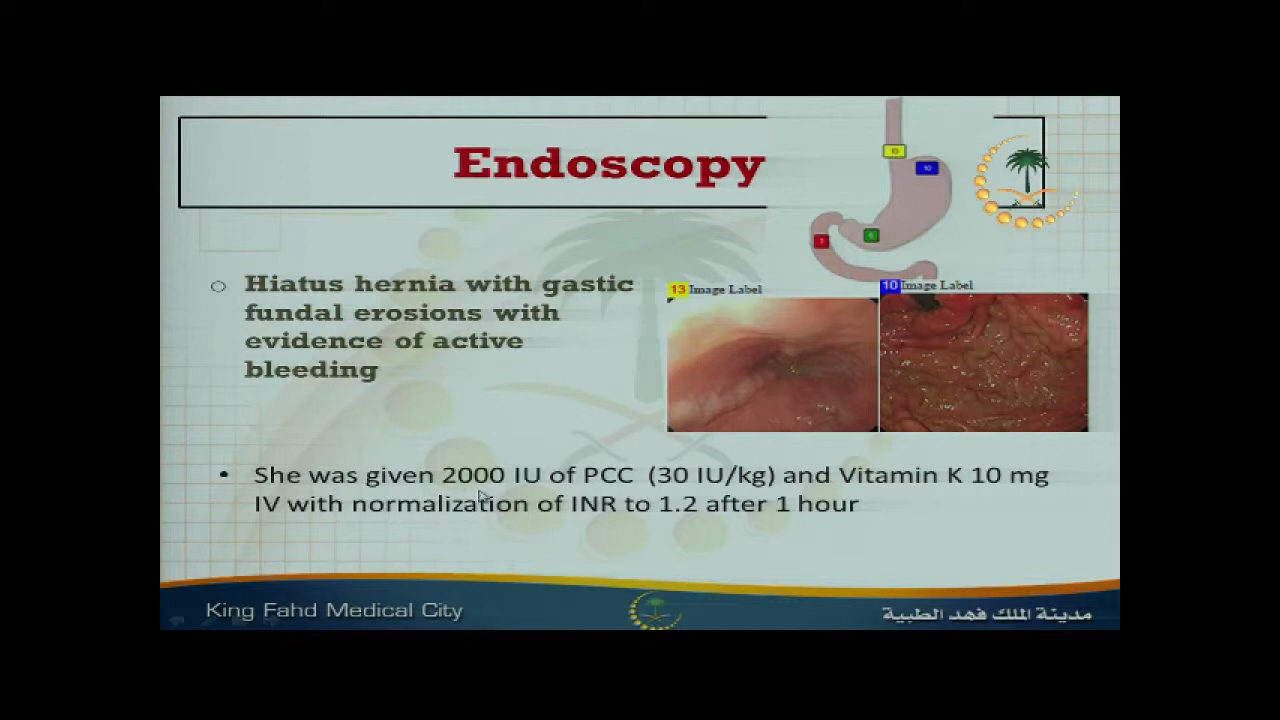 Endoscopy
10
7
Hiatus hernia with gastic
fundal erosions with
evidence of active
bleeding
13 Image Label
10 Image Label
She was given 2000 IU of PCC (30 IU/kg) and Vitamin K 10 mg
IV with normalization of INR to 1.2 after 1 hour
King Fahd Medical City
مدينة الملك فهد الطبية